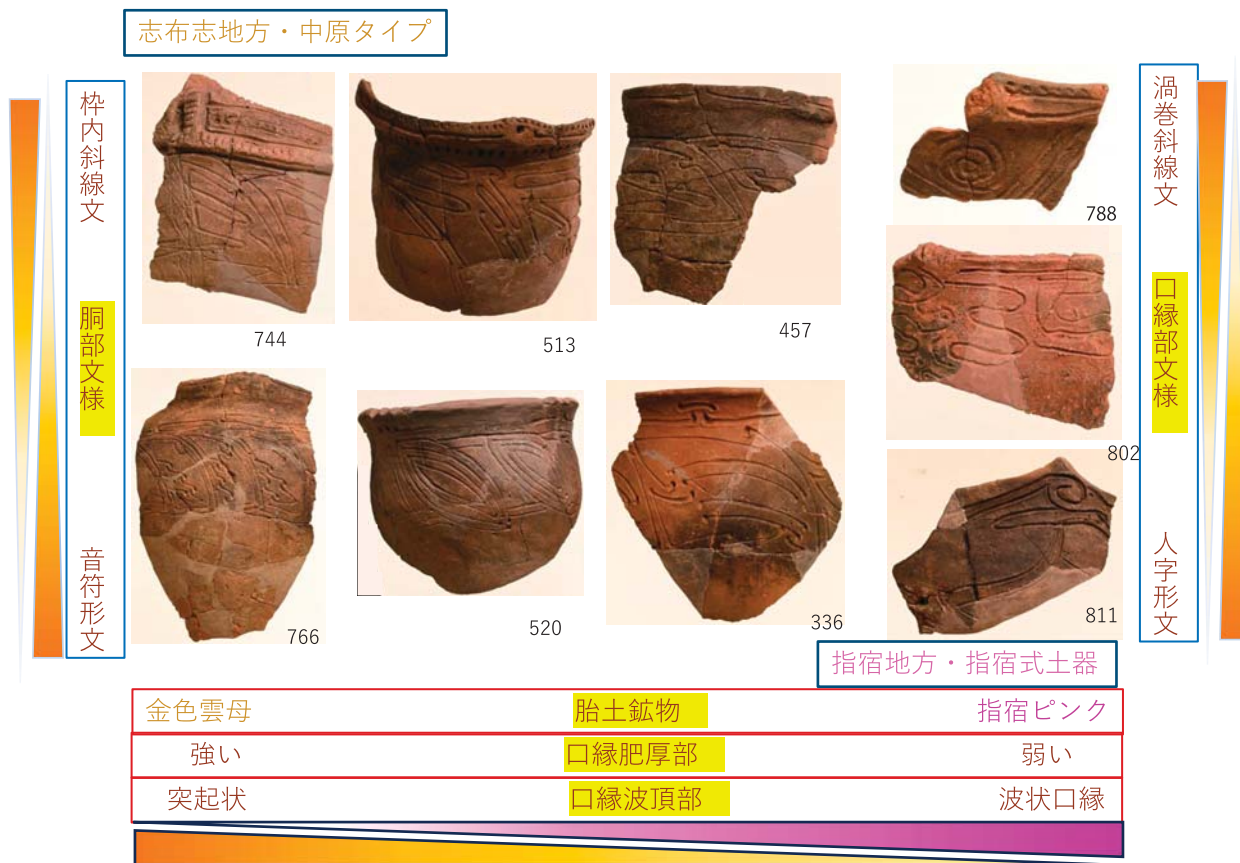 志布志地方・中原タイプ
枠内斜線文
胴部文様
音符形文
744
513
457
788
802
766
520
336
811
渦巻斜線文
口縁部文様
人字形文
指宿地方・指宿式土器
金色雲母 胎土鉱物 指宿ピンク
強い 口縁肥厚部 弱い
突起状 口縁波頂部 波状口縁